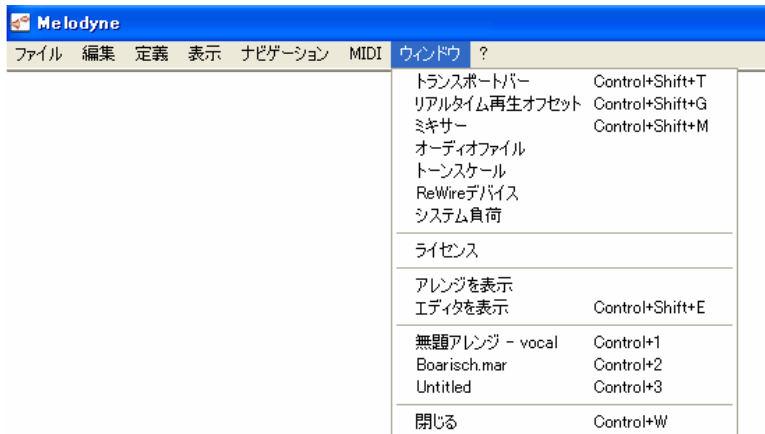 Melodyne
ファイル 編集 定義 表示 ナビゲーション MIDI ウィンドウ ?
トランスポートバー Control+Shift+T
リアルタイム再生オフセット Control+Shift+G
ミキサー Control+Shift+M
オーディオファイル
トーンスケール
ReWireデバイス
システム負荷
ライセンス
アレンジを表示
エディタを表示 Control+Shift+E
無題アレンジ - vocal Control+1
Boarisch.mar Control+2
Untitled Control+3
閉じる Control+W